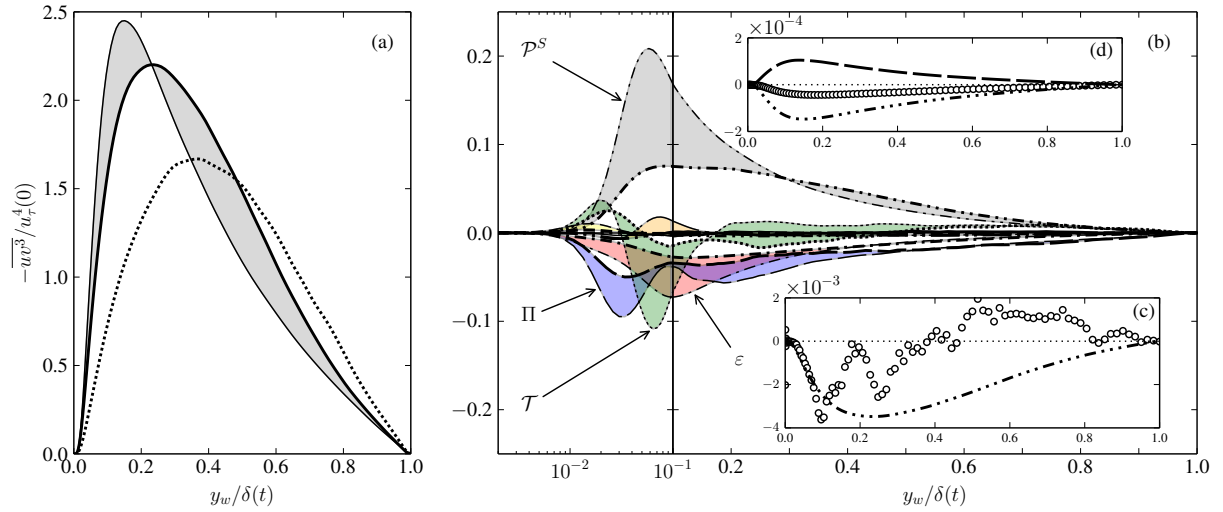 2.5
2.0
1.5
1.0
0.5
0.0
0.0 0.2 0.4 0.6 0.8 1.0
y_w/δ(t)
−\overline{uv^3}/u_τ^4(0)
(a)
0.2
0.1
0.0
−0.1
−0.2
10^{-2} 10^{-1} 0.2 0.4 0.6 0.8 1.0
y_w/δ(t)
(b)
𝒫^S
Π
𝒯
ε
×10^{-4}
(d)
2
0
−2
0.0 0.2 0.4 0.6 0.8 1.0
×10^{-3}
(c)
0
−2
−4
0.0 0.2 0.4 0.6 0.8 1.0